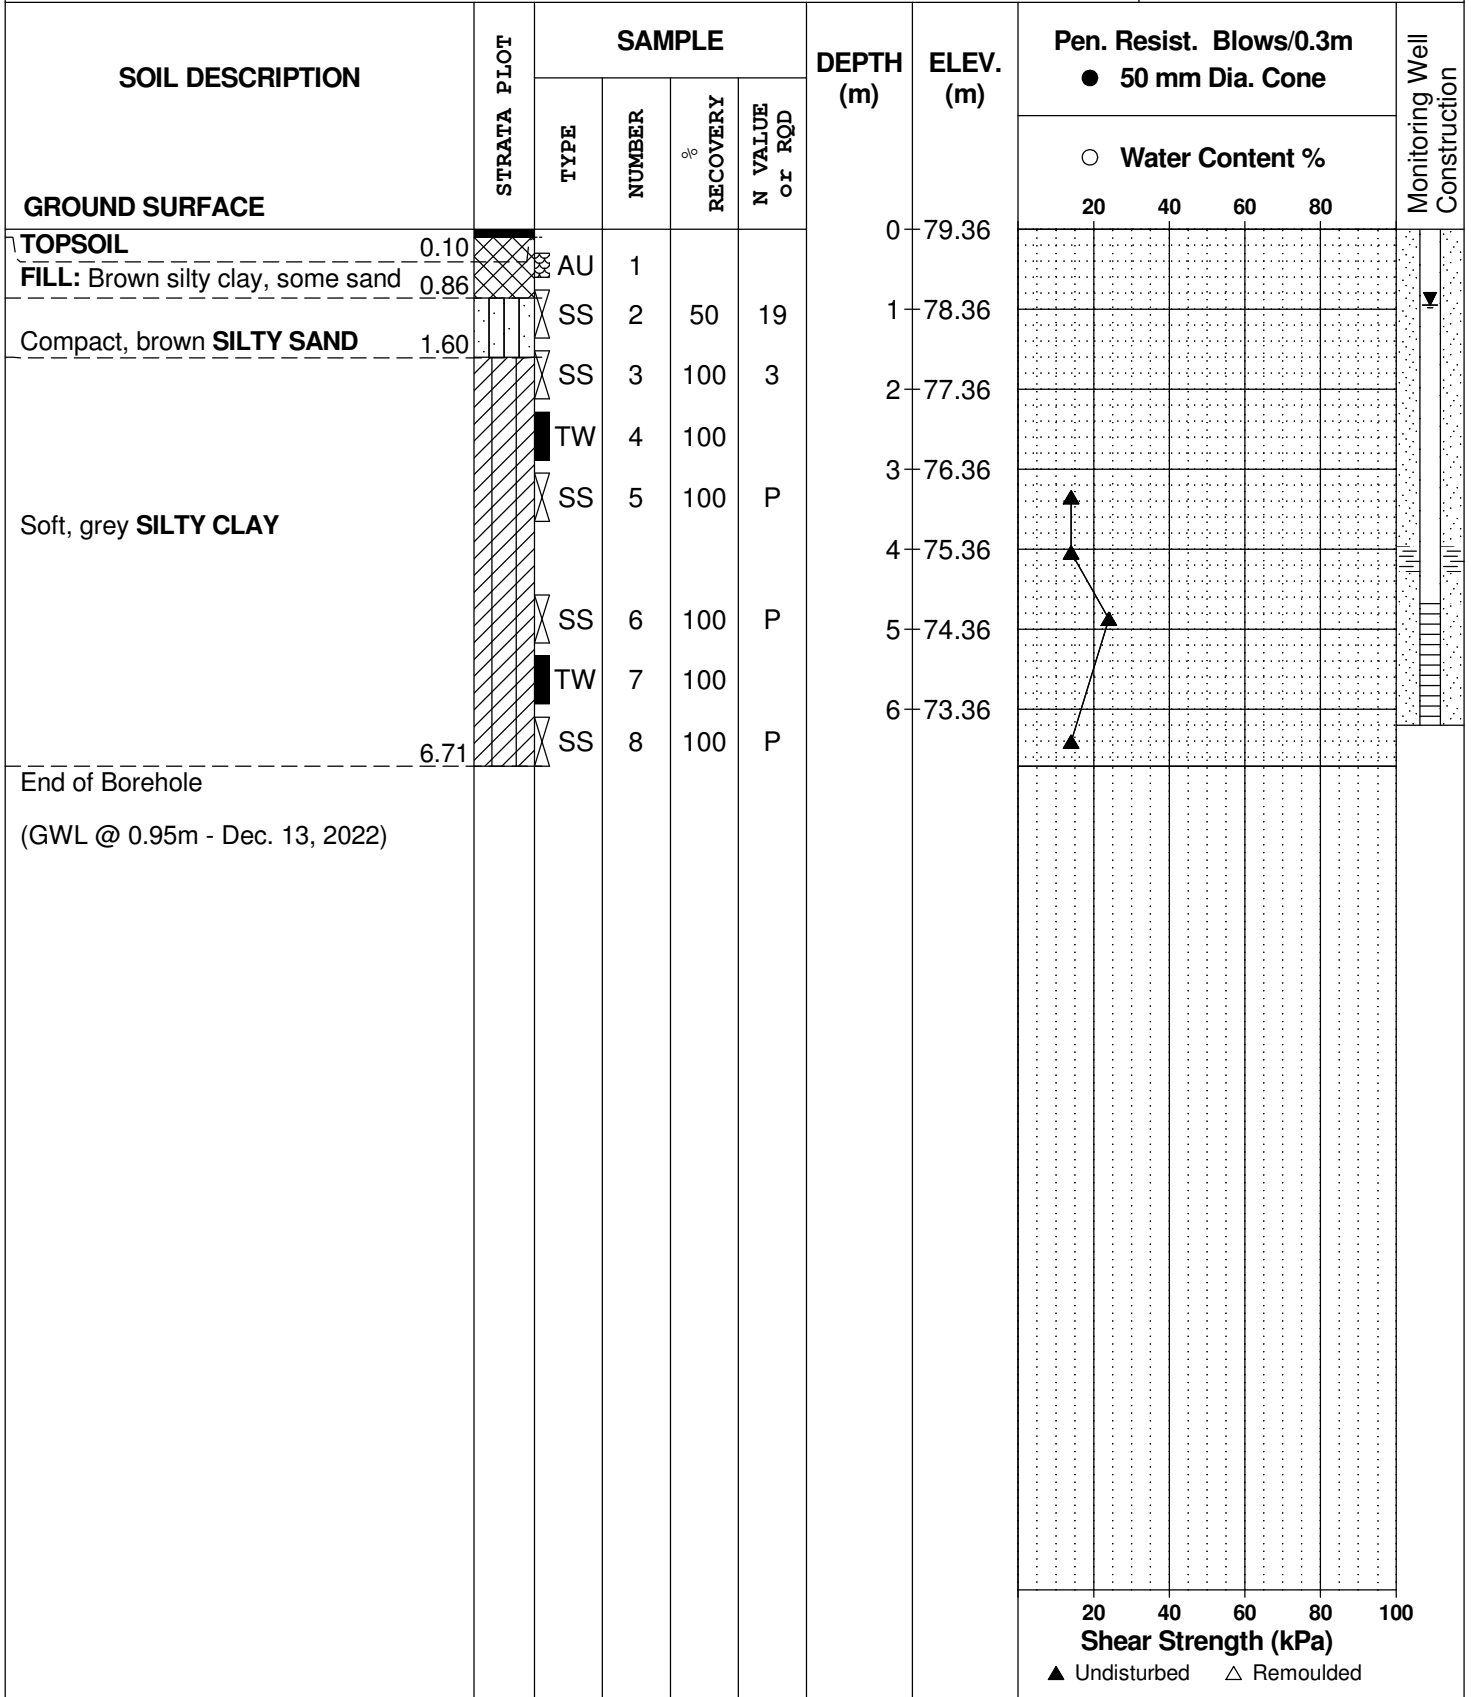 SOIL DESCRIPTION
GROUND SURFACE
STRATA PLOT
SAMPLE
TYPE
NUMBER
% RECOVERY
N VALUE or RQD
DEPTH (m)
ELEV. (m)
Pen. Resist. Blows/0.3m
● 50 mm Dia. Cone
○ Water Content %
20 40 60 80
Monitoring Well Construction
0 79.36
TOPSOIL 0.10
FILL: Brown silty clay, some sand 0.86
AU 1
SS 2 50 19
1 78.36
Compact, brown SILTY SAND 1.60
SS 3 100 3
2 77.36
TW 4 100
3 76.36
SS 5 100 P
Soft, grey SILTY CLAY
4 75.36
SS 6 100 P
5 74.36
TW 7 100
6 73.36
SS 8 100 P
6.71
End of Borehole
(GWL @ 0.95m - Dec. 13, 2022)
20 40 60 80 100
Shear Strength (kPa)
▲ Undisturbed △ Remoulded